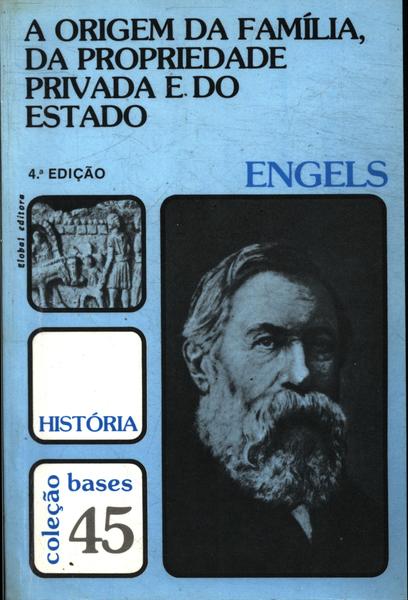 A ORIGEM DA FAMÍLIA,
DA PROPRIEDADE
PRIVADA E DO
ESTADO
4.ª EDIÇÃO
ENGELS
global editora
HISTÓRIA
coleção
bases
45